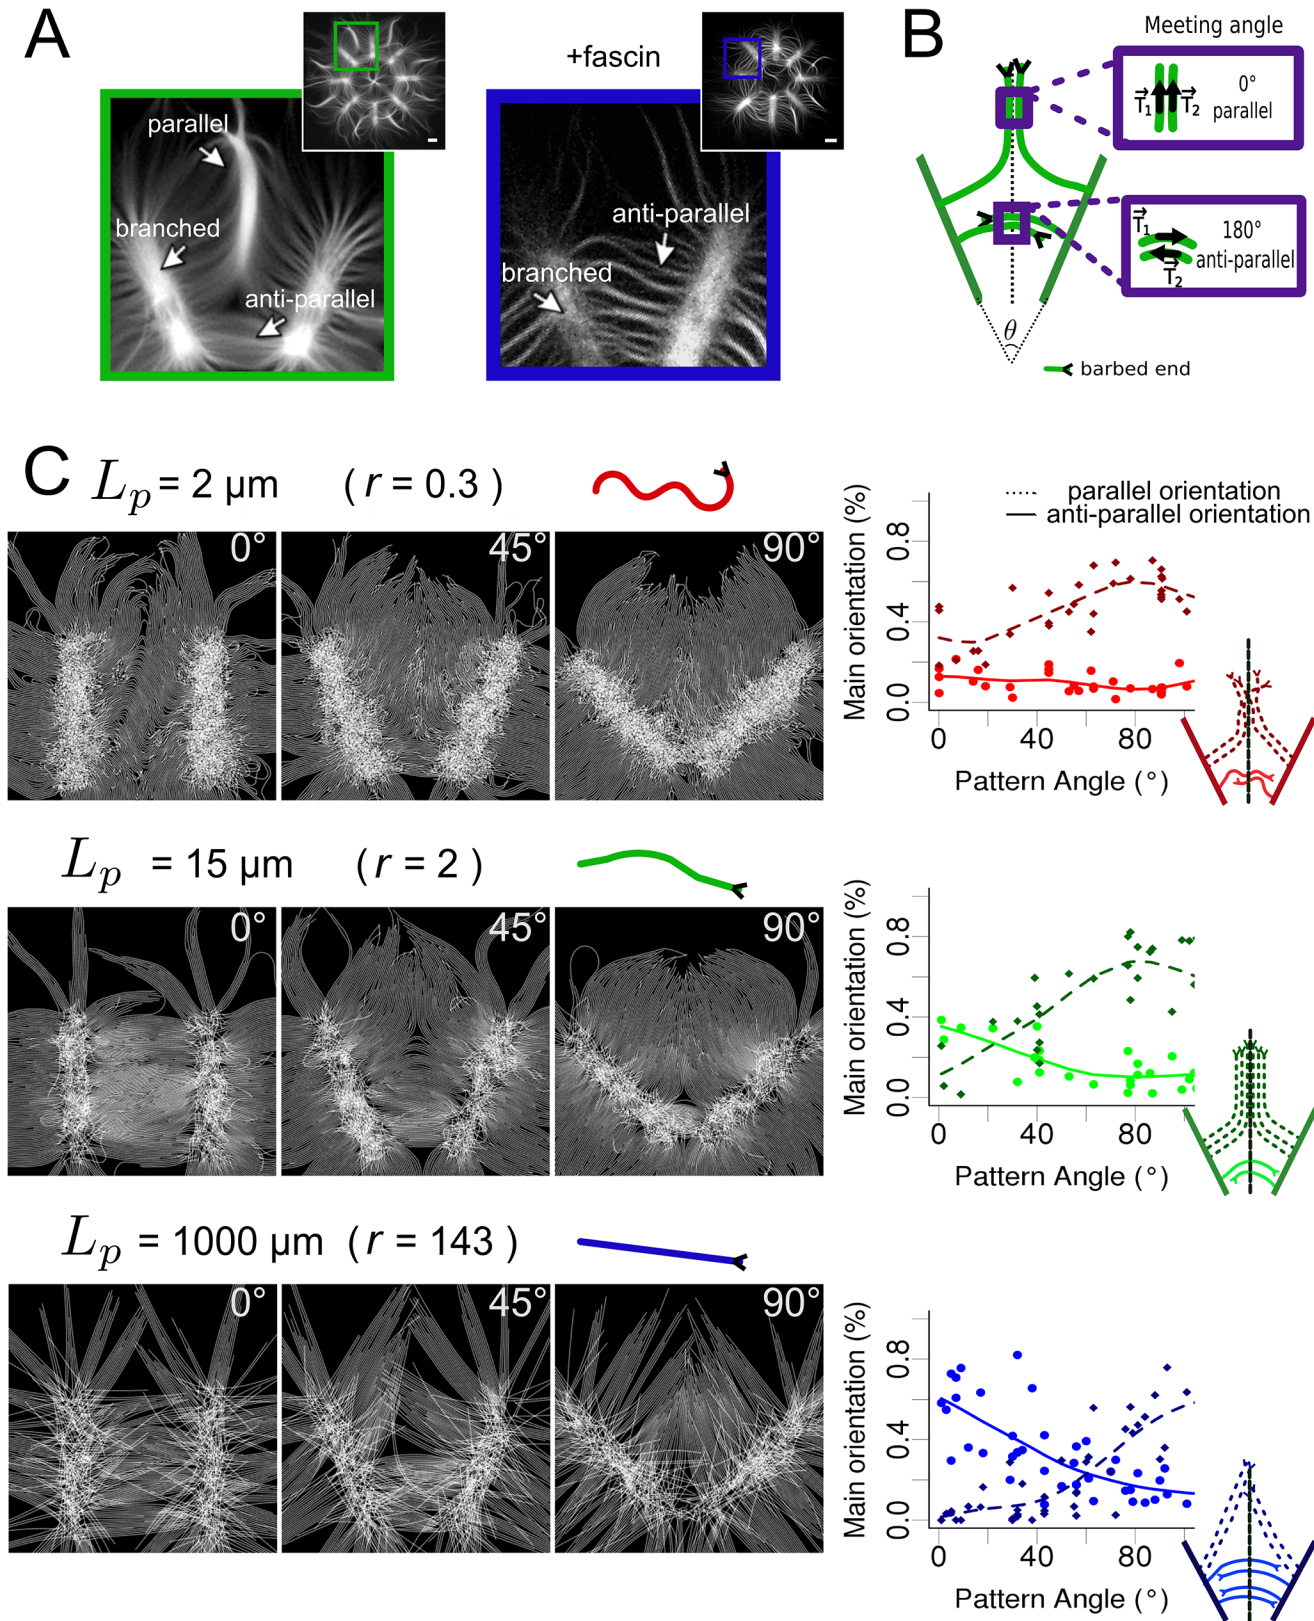 A
+fascin
parallel
branched
anti-parallel
anti-parallel
branched
B
Meeting angle
T₁ T₂ 0°
parallel
T₁ 180°
anti-parallel
T₂
θ
barbed end
C
Lp = 2 µm ( r = 0.3 )
0° 45° 90°
parallel orientation
anti-parallel orientation
Main orientation (%)
0.0 0.4 0.8
0 40 80
Pattern Angle (°)
Lp = 15 µm ( r = 2 )
0° 45° 90°
Main orientation (%)
0.0 0.4 0.8
0 40 80
Pattern Angle (°)
Lp = 1000 µm ( r = 143 )
0° 45° 90°
Main orientation (%)
0.0 0.4 0.8
0 40 80
Pattern Angle (°)